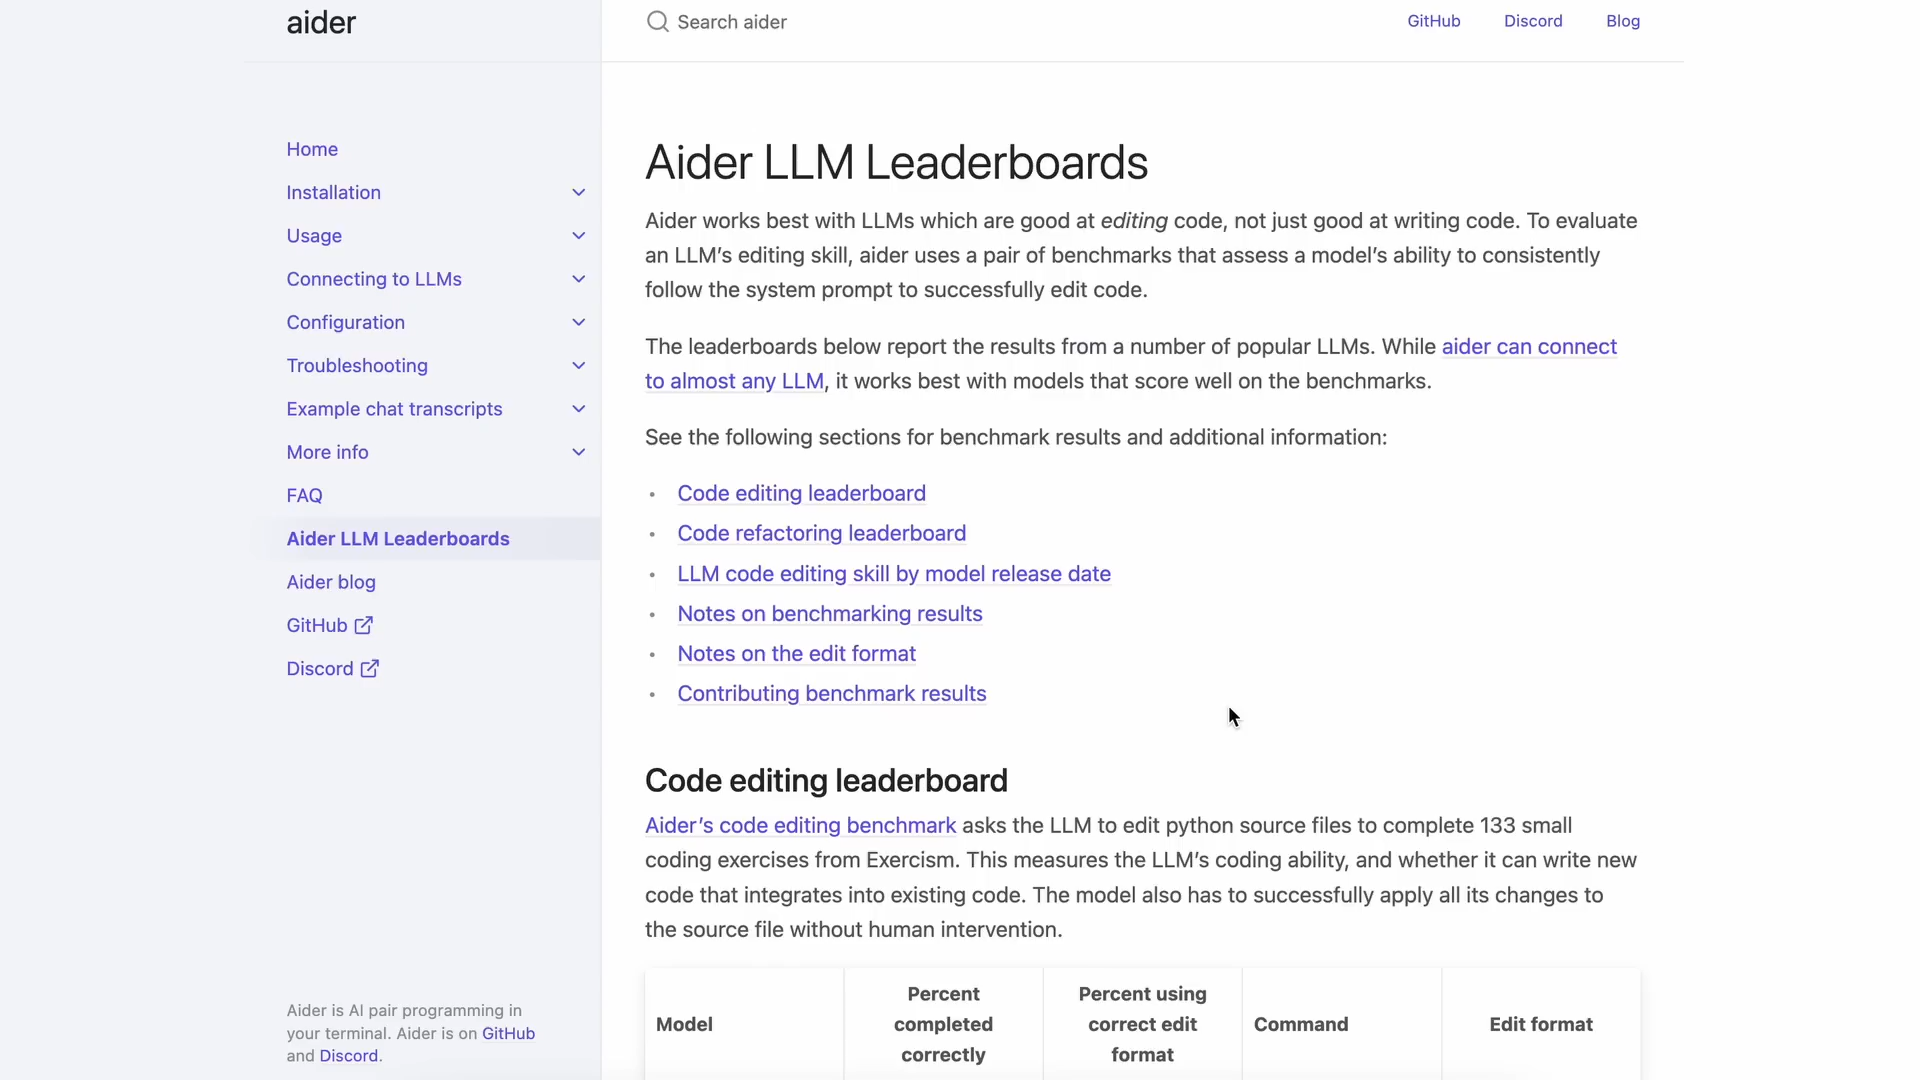 aider
Search aider
GitHub
Discord
Blog
Home
Installation
Usage
Connecting to LLMs
Configuration
Troubleshooting
Example chat transcripts
More info
FAQ
Aider LLM Leaderboards
Aider blog
GitHub
Discord
Aider is AI pair programming in
your terminal. Aider is on GitHub
and Discord.
Aider LLM Leaderboards
Aider works best with LLMs which are good at editing code, not just good at writing code. To evaluate
an LLM’s editing skill, aider uses a pair of benchmarks that assess a model’s ability to consistently
follow the system prompt to successfully edit code.
The leaderboards below report the results from a number of popular LLMs. While aider can connect
to almost any LLM, it works best with models that score well on the benchmarks.
See the following sections for benchmark results and additional information:
• Code editing leaderboard
• Code refactoring leaderboard
• LLM code editing skill by model release date
• Notes on benchmarking results
• Notes on the edit format
• Contributing benchmark results
Code editing leaderboard
Aider’s code editing benchmark asks the LLM to edit python source files to complete 133 small
coding exercises from Exercism. This measures the LLM’s coding ability, and whether it can write new
code that integrates into existing code. The model also has to successfully apply all its changes to
the source file without human intervention.
Model
Percent
completed
correctly
Percent using
correct edit
format
Command
Edit format